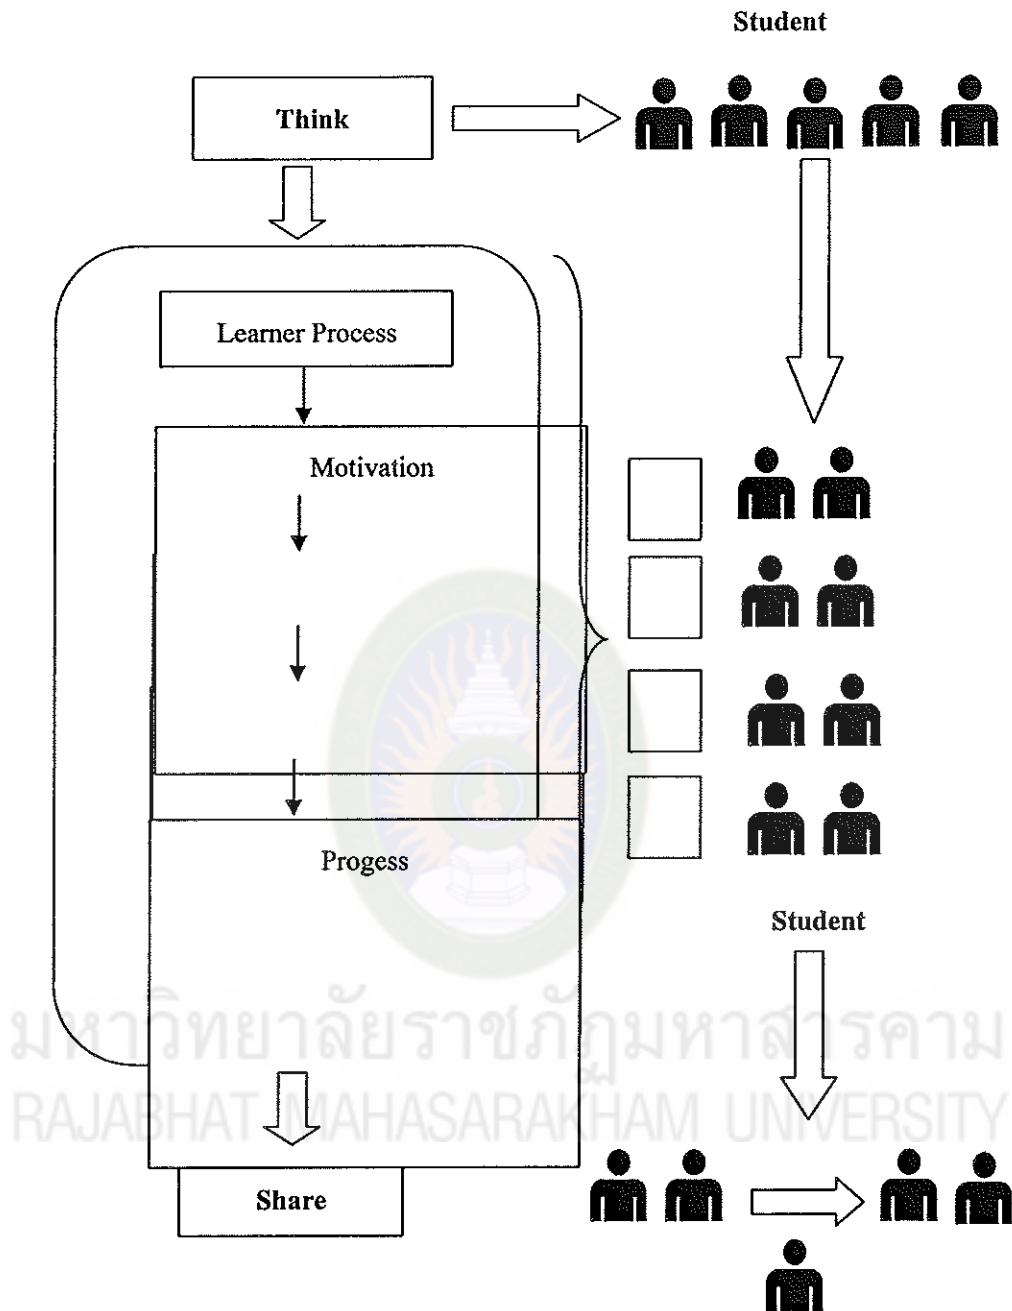 Student
Think
Learner Process
Motivation
Progess
Student
มหาวิทยาลัยราชภัฏมหาสารคาม
RAJABHAT MAHASARAKHAM UNIVERSITY
Share